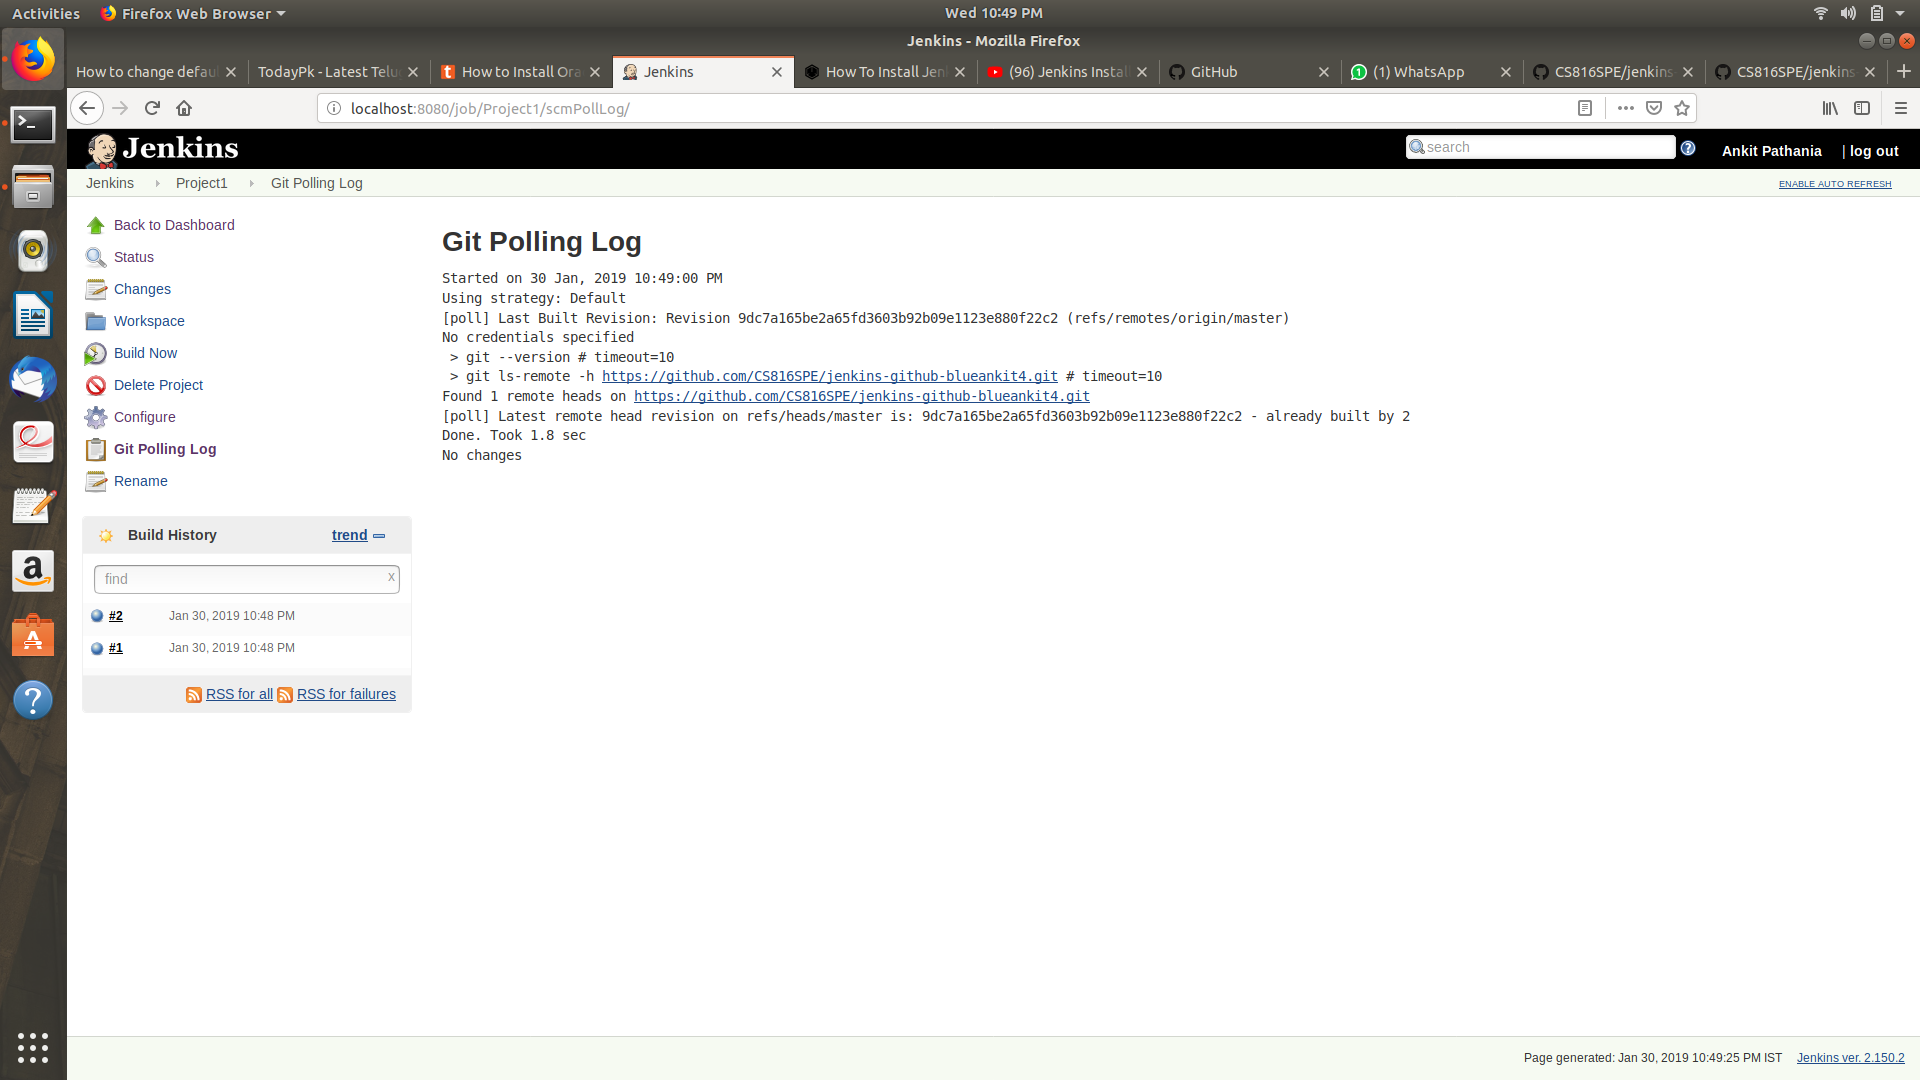 Activities
Firefox Web Browser
Wed 10:49 PM
Jenkins - Mozilla Firefox
How to change defau
TodayPk - Latest Telu
How to Install Ora
Jenkins
How To Install Jen
(96) Jenkins Instal
GitHub
(1) WhatsApp
CS816SPE/jenkins
CS816SPE/jenkins
localhost:8080/job/Project1/scmPollLog/
Jenkins
search
Ankit Pathania
| log out
Jenkins
Project1
Git Polling Log
ENABLE AUTO REFRESH
Back to Dashboard
Status
Changes
Workspace
Build Now
Delete Project
Configure
Git Polling Log
Rename
Build History
trend
find
x
#2
Jan 30, 2019 10:48 PM
#1
Jan 30, 2019 10:48 PM
RSS for all
RSS for failures
Git Polling Log
Started on 30 Jan, 2019 10:49:00 PM
Using strategy: Default
[poll] Last Built Revision: Revision 9dc7a165be2a65fd3603b92b09e1123e880f22c2 (refs/remotes/origin/master)
No credentials specified
> git --version # timeout=10
> git ls-remote -h https://github.com/CS816SPE/jenkins-github-blueankit4.git # timeout=10
Found 1 remote heads on https://github.com/CS816SPE/jenkins-github-blueankit4.git
[poll] Latest remote head revision on refs/heads/master is: 9dc7a165be2a65fd3603b92b09e1123e880f22c2 - already built by 2
Done. Took 1.8 sec
No changes
Page generated: Jan 30, 2019 10:49:25 PM IST
Jenkins ver. 2.150.2